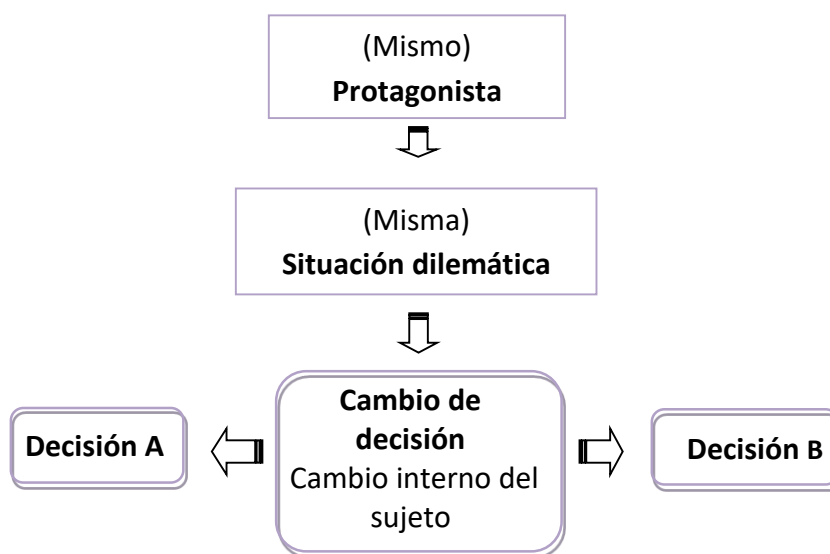 (Mismo)
Protagonista
(Misma)
Situación dilemática
Decisión A
Cambio de
decisión
Cambio interno del
sujeto
Decisión B